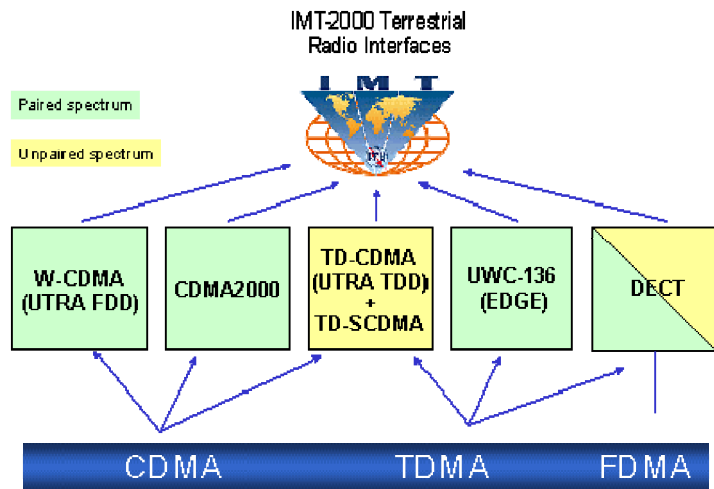 IMT-2000 Terrestrial
Radio Interfaces
I M T
Paired spectrum
Unpaired spectrum
ITU
W-CDMA
(UTRA FDD)
CDMA2000
TD-CDMA
(UTRA TDD)
+
TD-SCDMA
UWC-136
(EDGE)
DECT
CDMA
TDMA
FDMA